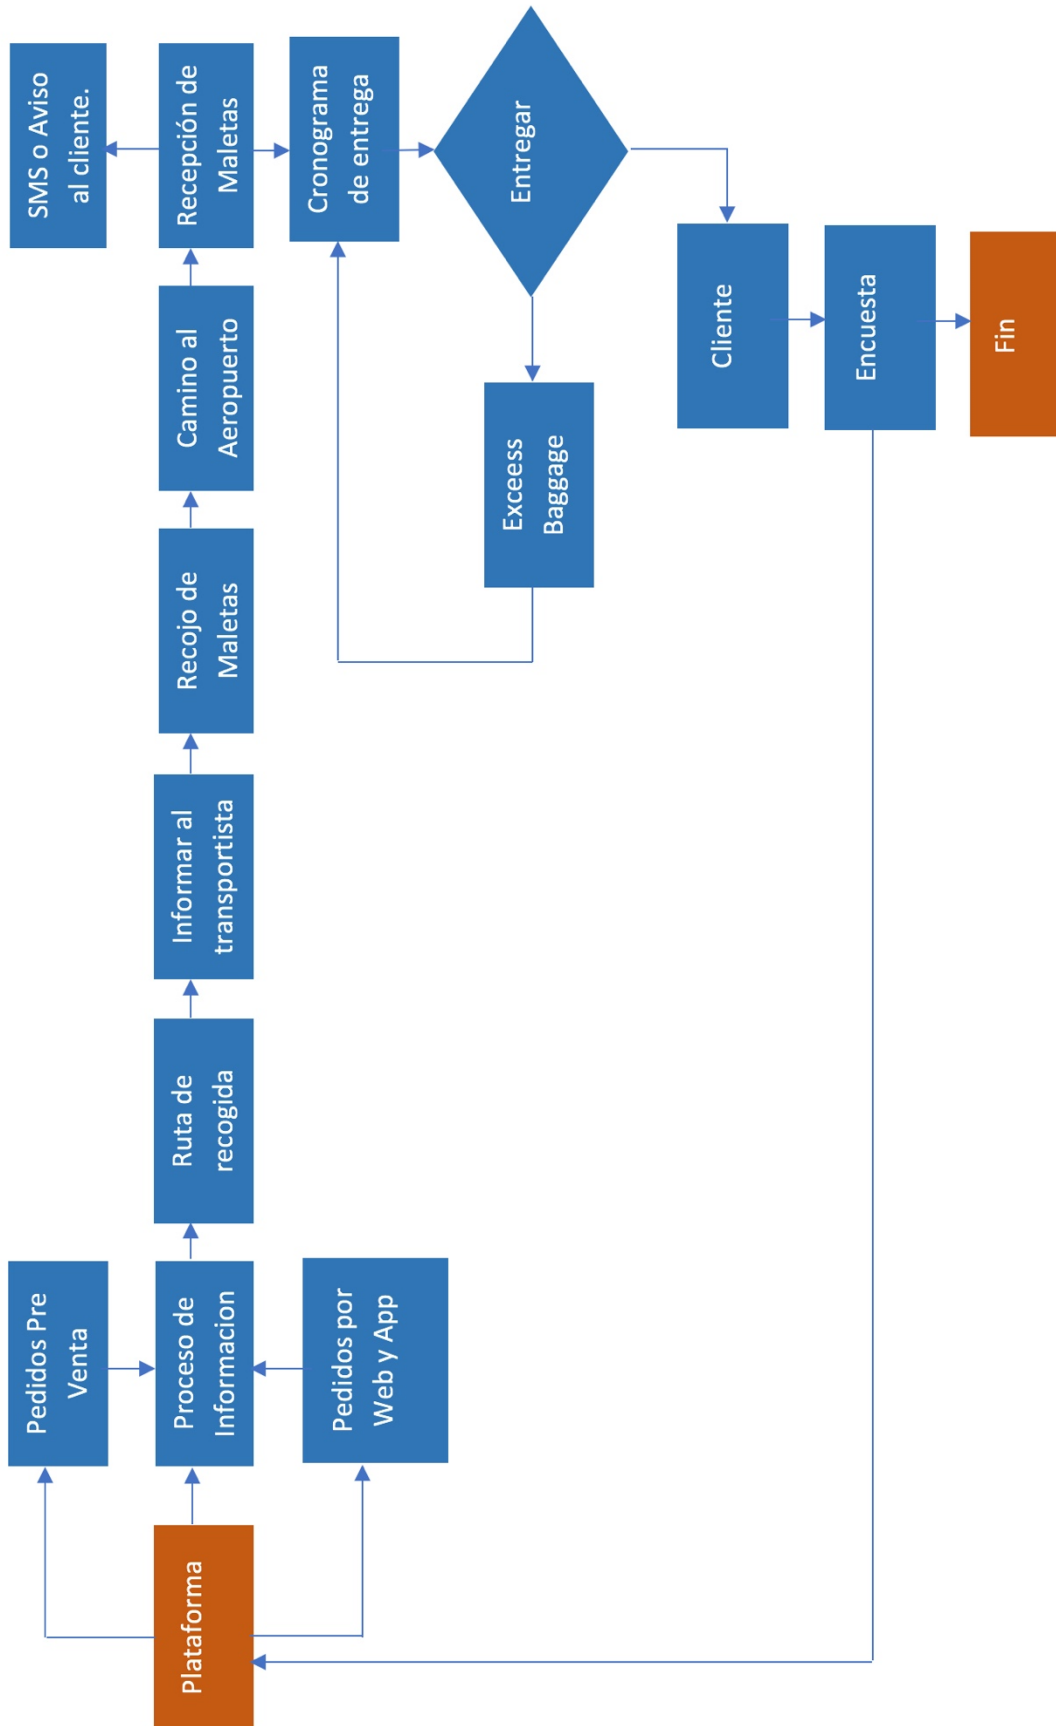 Plataforma
Pedidos Pre
Venta
Proceso de
Informacion
Pedidos por
Web y App
Ruta de
recogida
Informar al
transportista
Recojo de
Maletas
Camino al
Aeropuerto
Recepción de
Maletas
SMS o Aviso
al cliente.
Cronograma
de entrega
Entregar
Exceess
Baggage
Cliente
Encuesta
Fin